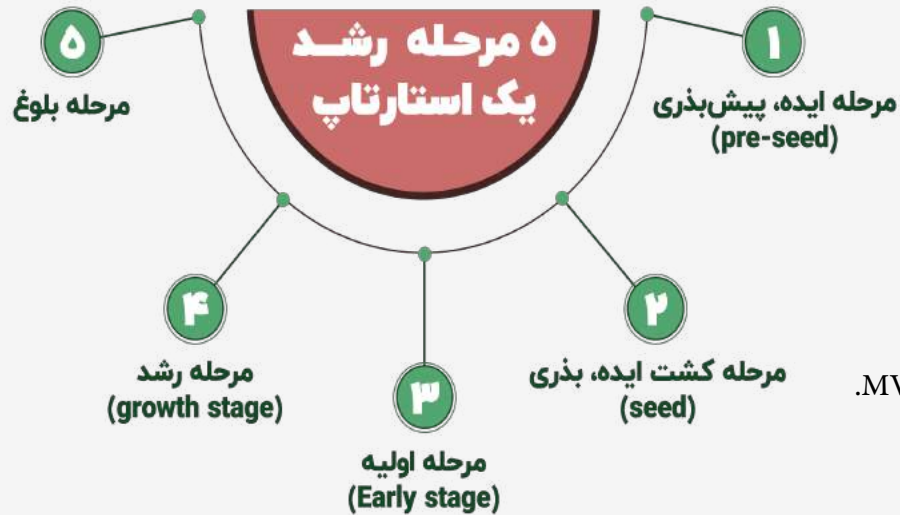 ۵ مرحله رشد
یک استارتاپ
۱
مرحله ایده، پیش‌بذری
(pre-seed)
۲
مرحله کشت ایده، بذری
(seed)
۳
مرحله اولیه
(Early stage)
۴
مرحله رشد
(growth stage)
۵
مرحله بلوغ